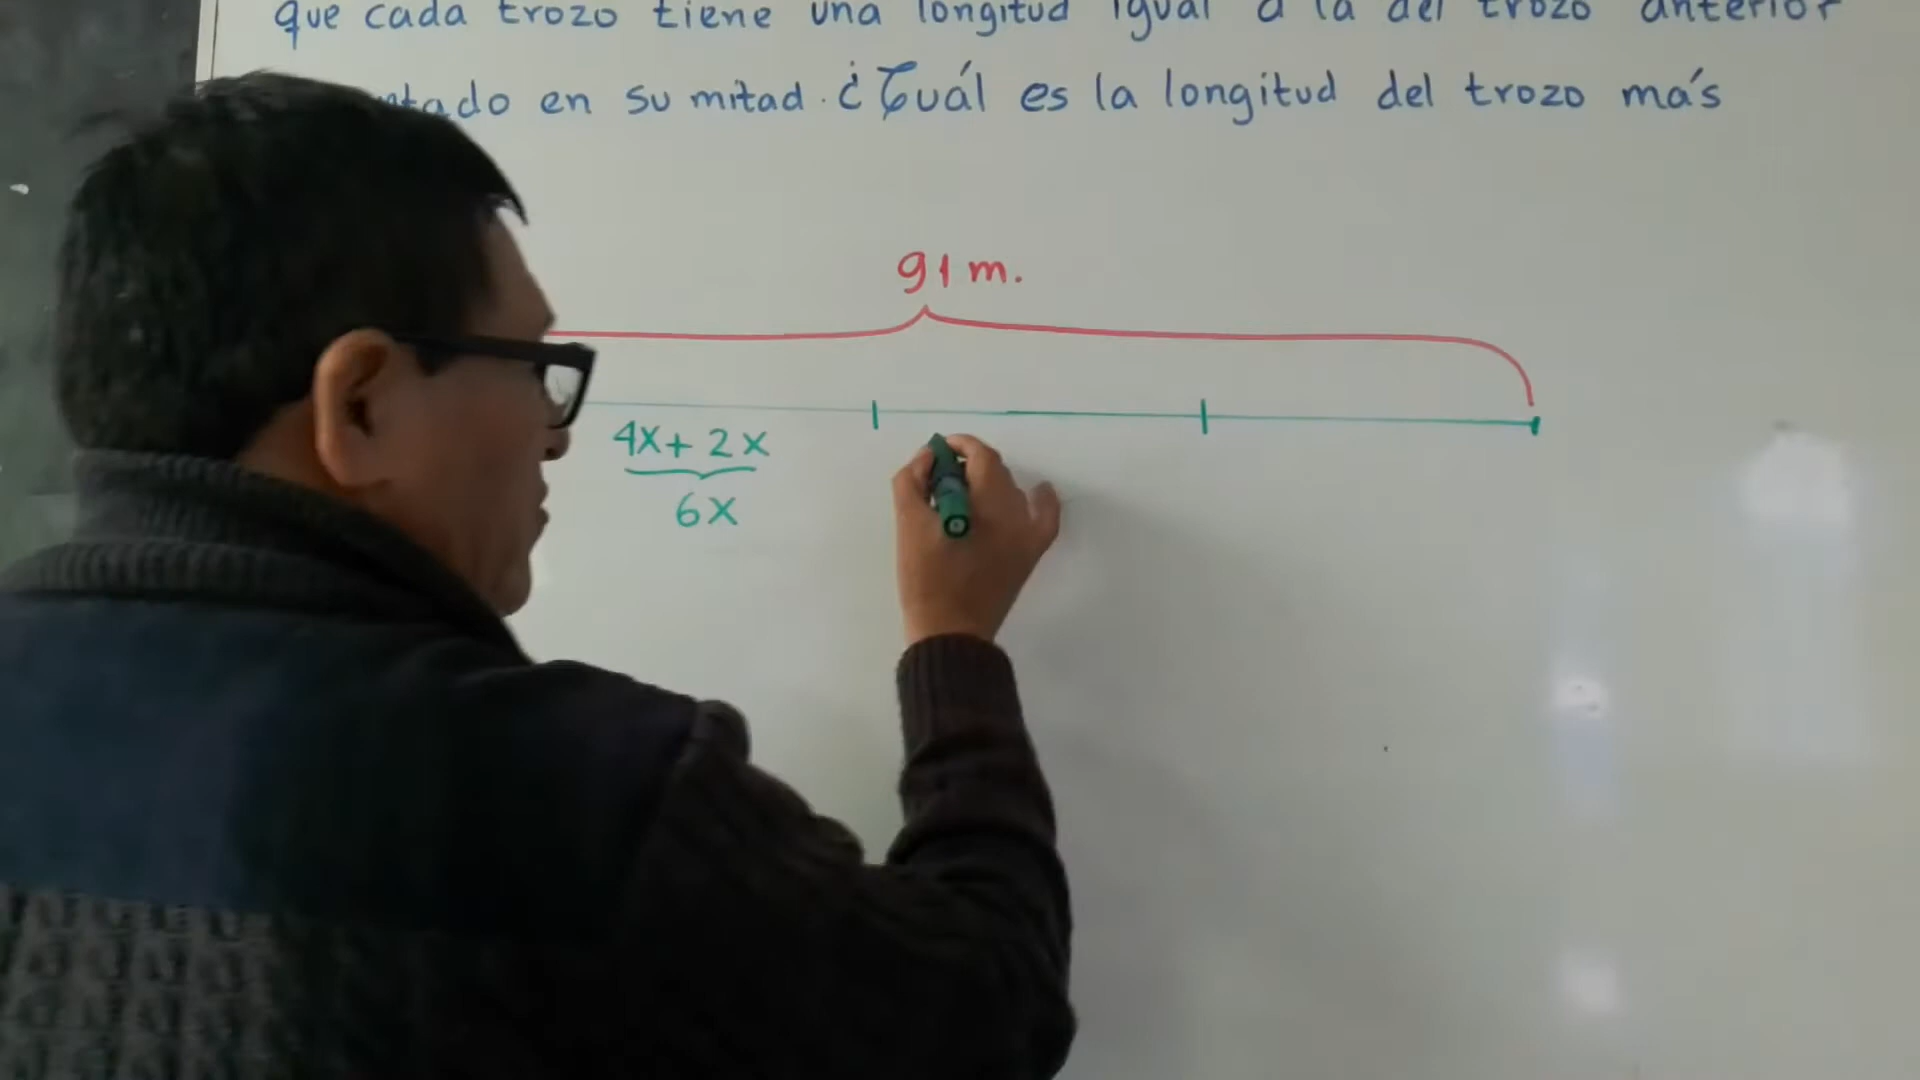 que cada trozo tiene una longitud igual a la del trozo anterior
en su mitad. ¿Cuál es la longitud del trozo más
91 m.
4x+ 2x
6x